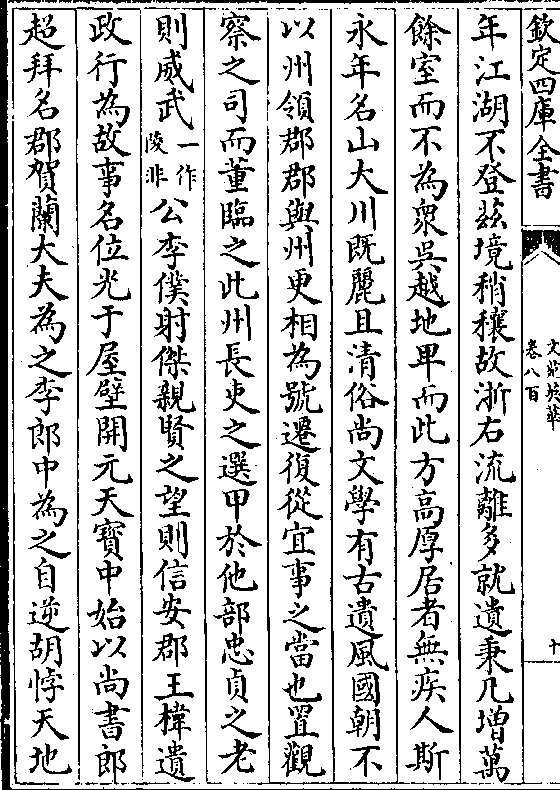 欽定四庫全書
文苑英華
卷八百
十
年江湖不登兹境稍穰故浙右流離多就遺秉凡增萬
餘室而不為衆吳越地卑而此方高厚居者無疾人斯
永年名山大川既麗且清俗尚文學有古遺風國朝不
以州領郡郡與州更相為號遷復從宜事之當也置觀
察之司而董臨之此州長吏之選甲於他部忠貞之老
則威武一作陵非公李僕射傑親賢之望則信安郡王禕遺
政行為故事名位光于屋壁開元天寶中始以尚書郎
超拜名郡賀蘭大夫為之李郎中為之自逆胡悖天地